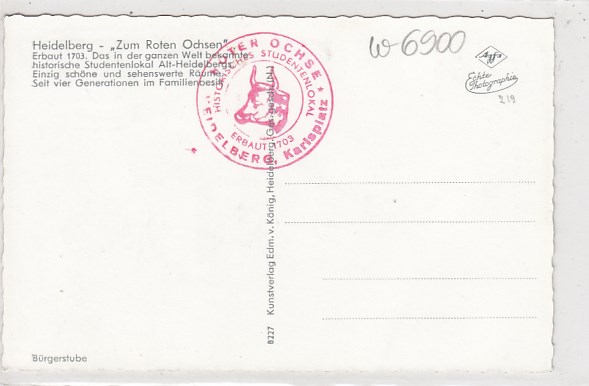 Heidelberg - „Zum Roten Ochsen"
Erbaut 1703. Das in der ganzen Welt bekannte
historische Studentenlokal Alt-Heidelbergs.
Einzig schöne und sehenswerte Räume.
Seit vier Generationen im Familienbesitz
ROTER OCHSE
HISTORISCHES STUDENTENLOKAL
ERBAUT 1703
HEIDELBERG, Karlsplatz
w-6900
Agfa
Echte
Photographie
219
8227 Kunstverlag Edm. v. König, Heidelberg
Bürgerstube